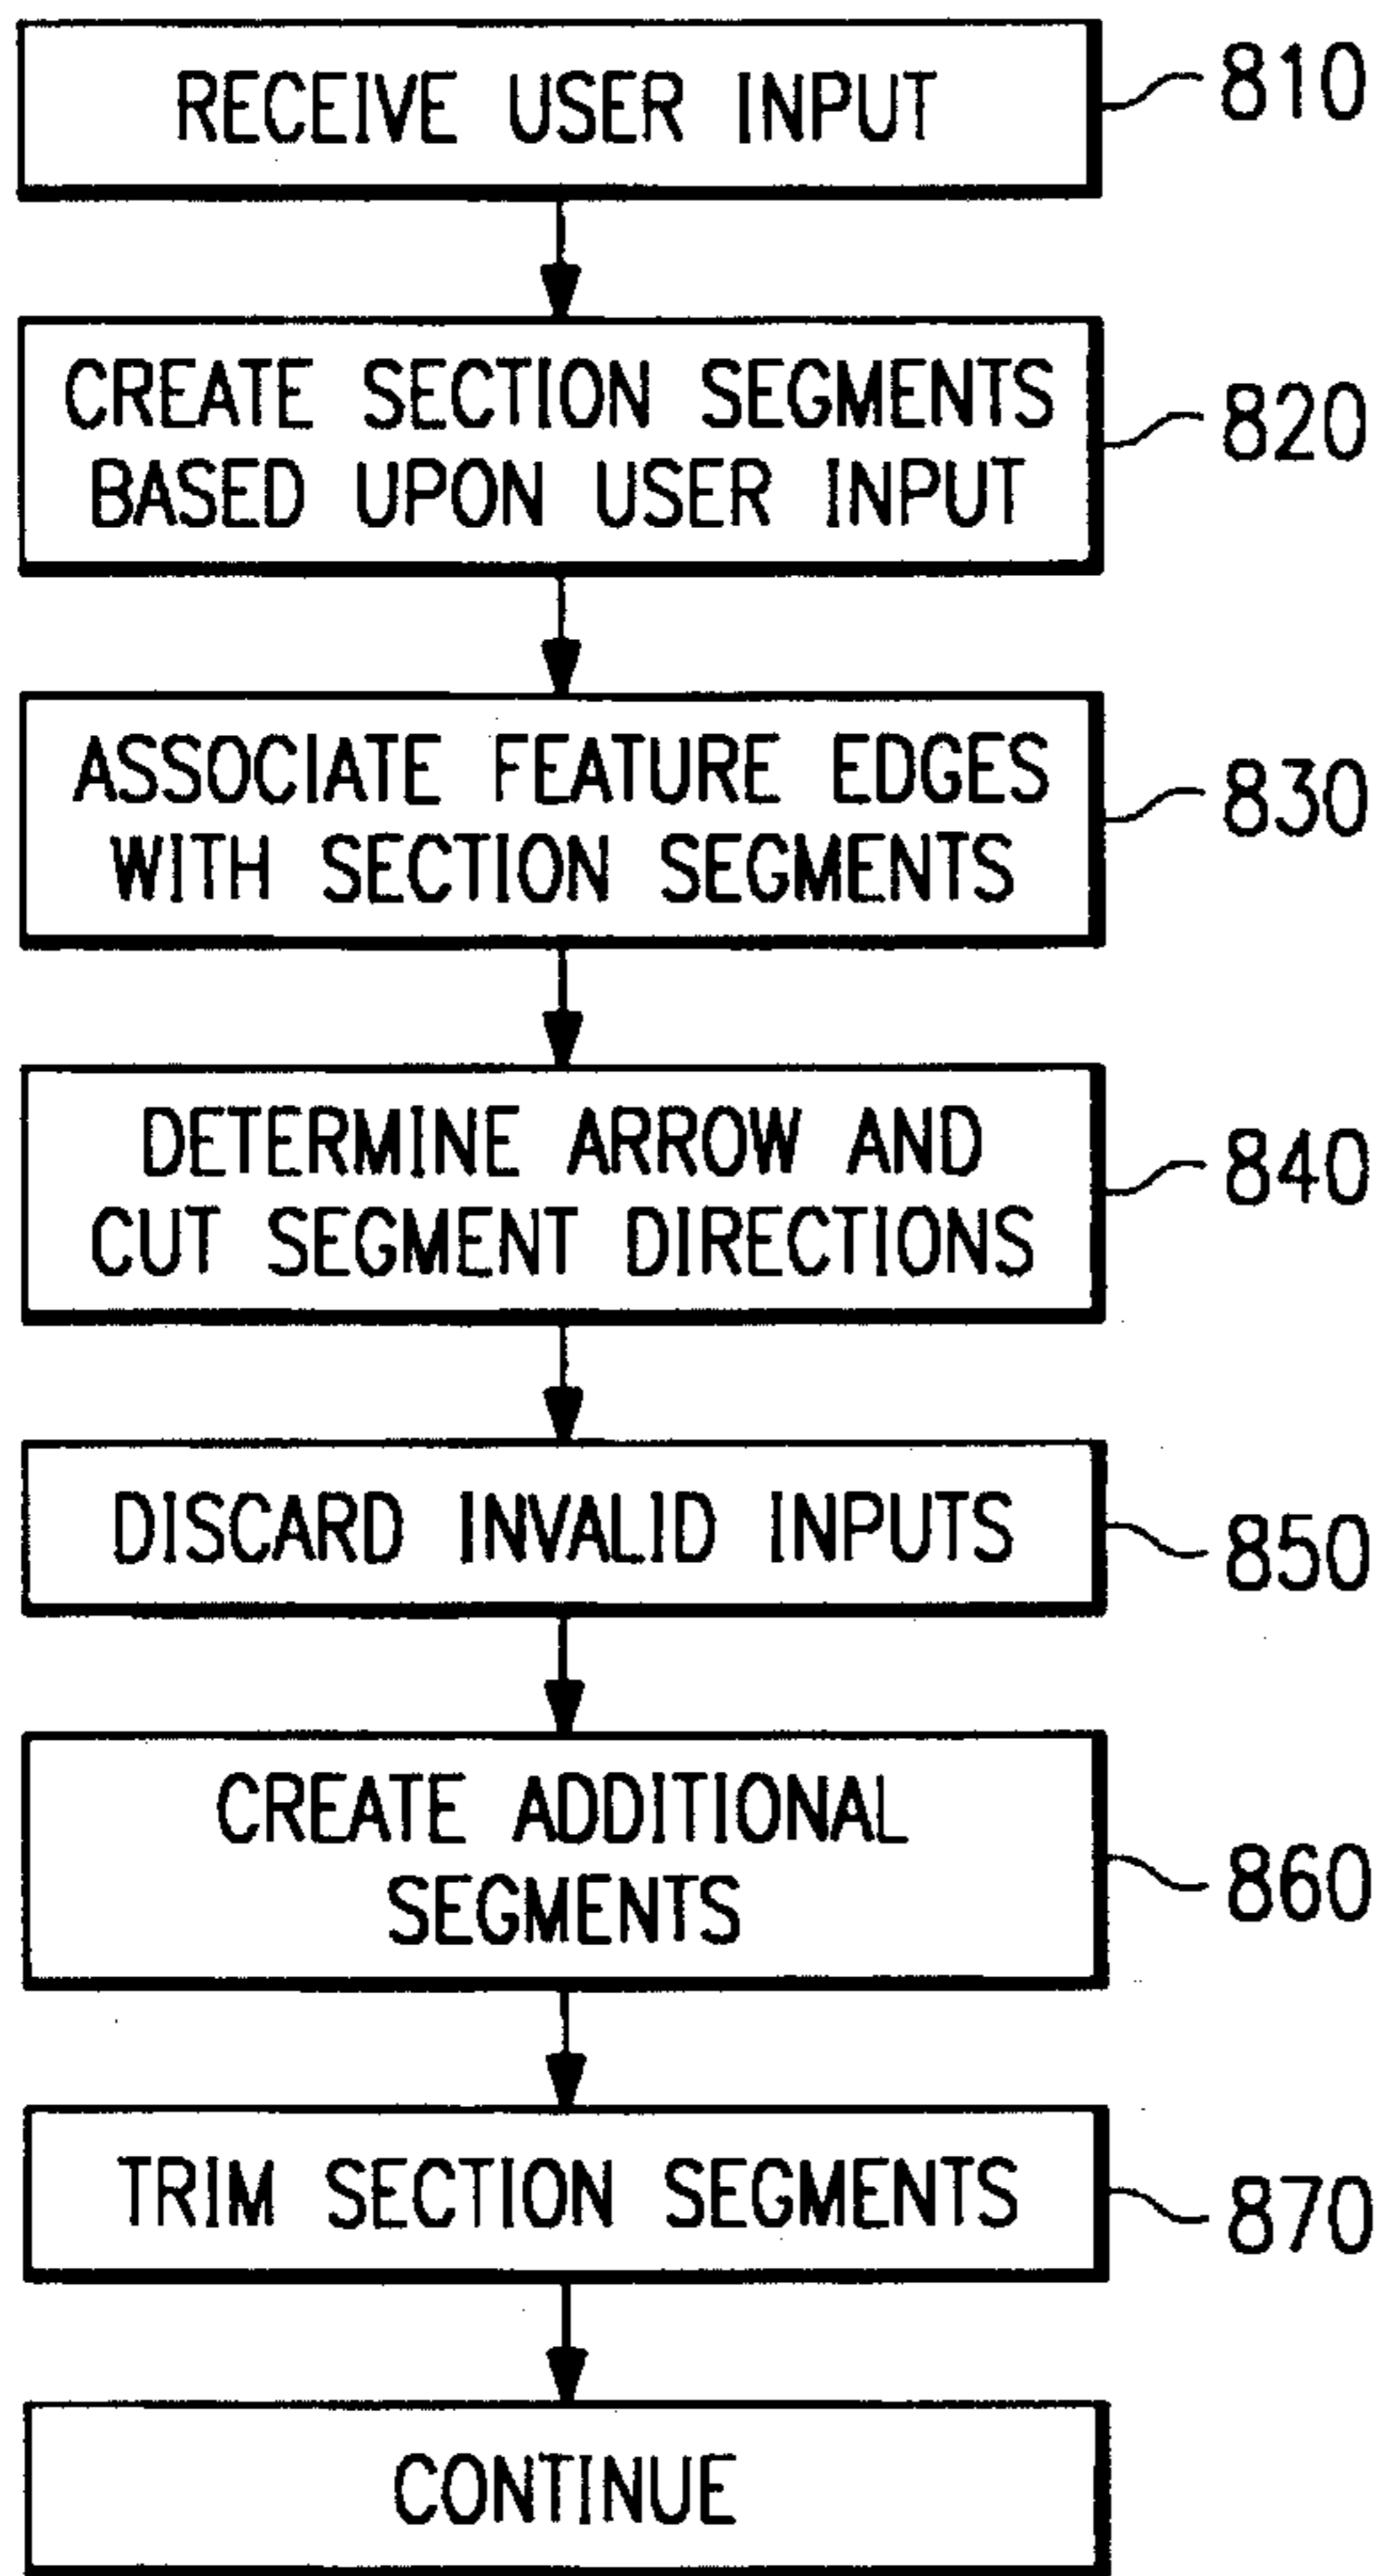 RECEIVE USER INPUT
810
CREATE SECTION SEGMENTS
BASED UPON USER INPUT
820
ASSOCIATE FEATURE EDGES
WITH SECTION SEGMENTS
830
DETERMINE ARROW AND
CUT SEGMENT DIRECTIONS
840
DISCARD INVALID INPUTS
850
CREATE ADDITIONAL
SEGMENTS
860
TRIM SECTION SEGMENTS
870
CONTINUE